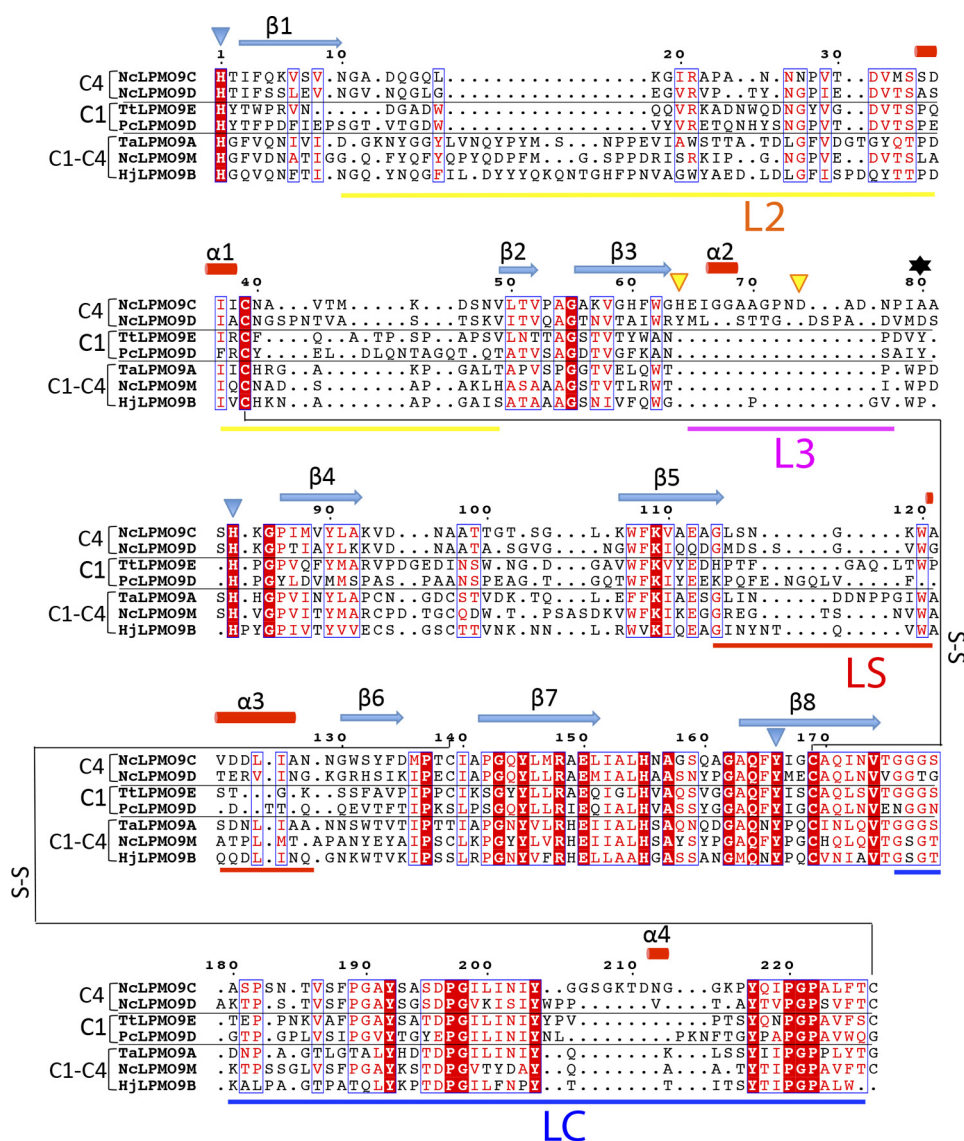 β1
1 10 20 30
C4 NcLPMO9C HTIFQKVSV.NGA.DQGQL..............KGIRAPA.N.NNPVT..DVMSSD
NcLPMO9D HTIFSSLEV.NGV.NQGLG..............EGVRVP..TY.NGPIE..DVTSAS
C1 TtLPMO9E HYTWPRVN....DGADW..............QQVRKADNWQDNGYVG..DVTSPQ
PcLPMO9D HYTFPDFIEPSGTVTGDW..............VYVRETQNHYSNGPVT..DVTSPE
C1-C4 TaLPMO9A HGFVQNIVI.D.GKNYGGYLVNQYPYM.S...NPPEVIAWSTTA.TDLGFVDGTGYQTPD
NcLPMO9M HGFVDNATIGG.Q.FYQFYQPYQDPFM..G.SPPDRISRKIP..G.NGPVE..DVTSLA
HjLPMO9B HGQVQNFTI.NGQ.YNQGFIL.DYYYQKQNTGHFPNVAGWYAED.LDLGFISPDQYTTPD
L2
α1 β2 β3 α2
40 50 60 70 80
C4 NcLPMO9C IICNA...VTM....K...DSNVLTVPAGAKVGHFWGHEIGGAAGPND...AD.NPIAA
NcLPMO9D IACNGSPNTVA...S....TSKVITVQAGTNVTAIWRYML..STTG.DSPA..DVMDS
C1 TtLPMO9E IRCF...Q..A.TP.SP..APSVLNTTAGSTVTYWAN..................PDVY.
PcLPMO9D FRCY....EL.DLQNTAGQT.QTATVSAGDTVGFKAN..................SAIY.
C1-C4 TaLPMO9A IICHRG..A.....KP...GALTAPVSPGGTVELQWT.................P.IWPD
NcLPMO9M IQCNAD..S.....AP..AKLHASAAAGSTVTLRWT..................P.IWPD
HjLPMO9B IVCHKN..A.....AP..GAISATAAAGSNIVFQWG......P.........GV.WP.
L3
β4 β5
90 100 110 120
C4 NcLPMO9C SH.KGPIMVYLAKVD...NAATTGT.SG..L.KWFKVAEAGLSN.....G....KWA
NcLPMO9D SH.KGPTIAYLKKVD...NAATA.SGVG....NGWFKIQQDGMDS.S.....G....VWG
C1 TtLPMO9E .H.PGPVQFYMARVPDGEDINSW.NG.....DGAVWFKVYEDHPTF.......GAQ.LTWP
PcLPMO9D .H.PGYLDVMMSPAS..PAANSPEAG.T...GQTWFKIYEEKPQFE.NGQLV....F..
C1-C4 TaLPMO9A SH.HGPVINYLAPCN...GDCSTVDK.TQ...L.EFFKIAESGLIN.....DDNPPGIWA
NcLPMO9M SH.VGPVITYMARCPD.TGCQDW.T..PSASDKVWFKIKEGGREG.....TS...NVWA
HjLPMO9B .HPYGPIVTYVVECS...GSCTTVNK.NN...L.RWVKIQEAGINYNT....Q.....VWA
LS
S-S
α3 β6 β7 β8
130 140 150 160 170
C4 NcLPMO9C VDDL.IAN.NGWSYFDMPTCIAPGQYLMRAELIALHNAGSQAGAQFYIGCAQINVTGGGS
NcLPMO9D TERV.ING.KGRHSIKIPECIAPGQYLLRAEMIALHAASNYPGAQFYMECAQLNVVGGTG
C1 TtLPMO9E ST...G.K..SSFAVPIPPCIKSGYYLLRAEQIGLHVAQSVGGAQFYISCAQLSVTGGGS
PcLPMO9D .D..TT.Q...QEVTFTIPKSLPSGQYLLRIEQIALHVASSYGGAQFYIGCAQLNVENGGN
C1-C4 TaLPMO9A SDNL.IAA.NNSWTVTIPTTIAPGNYVLRHEIIALHSAQNQDGAQNYPQCINLQVTGGGS
NcLPMO9M ATPL.MT.APANYEYAIPSCLKPGYYLVRHEIIALHSAYSYPGAQFYPGCHQLQVTGSGT
HjLPMO9B QQDL.INQ.GNKWTVKIPSSLRPGNYVFRHELLAAHGASSANGMQNYPQCVNIAVTGSGT
S-S
α4
180 190 200 210 220
C4 NcLPMO9C .ASPSN.TVSFPGAYSASDPGILINIY..GGSGKTDNG...GKPYQIPGPALFTC
NcLPMO9D AKTP.S.TVSFPGAYSGSDPGVKISIYWPP......V....T.AYTVPGPSVFTC
C1 TtLPMO9E .TEP.PNKVAFPGAYSATDPGILINIYYPV..........PTSYQNPGPAVFSC
PcLPMO9D .GTP.GPLVSIPGVYTGYEPGILINIYNL......PKNFTGYPAPGPAVWQG
C1-C4 TaLPMO9A .DNP.A.GTLGTALYHDTDPGILINIY..Q......K...LSSYIIPGPPLYTG
NcLPMO9M KTPSSGLVSFPGAYKSTDPGVTYDAY..Q......A....ATYTIPGPAVFTC
HjLPMO9B .KALPA.GTPATQLYKPTDPGILFNPY..T......T....ITSYTIPGPALW.
LC